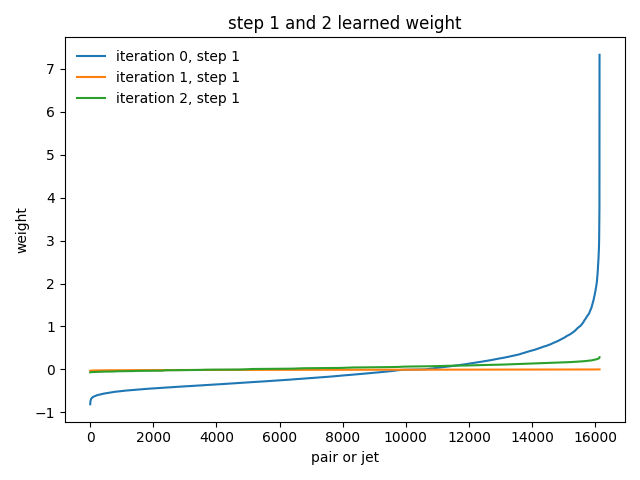 step 1 and 2 learned weight
iteration 0, step 1
iteration 1, step 1
iteration 2, step 1
7
6
5
4
3
2
1
0
−1
weight
0 2000 4000 6000 8000 10000 12000 14000 16000
pair or jet